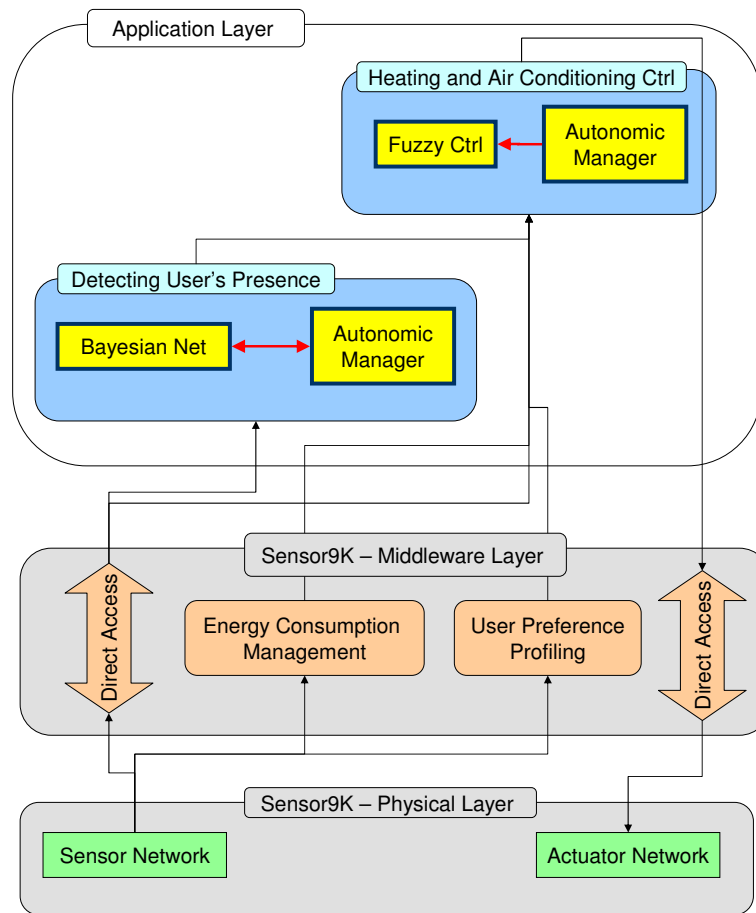 Application Layer
Heating and Air Conditioning Ctrl
Fuzzy Ctrl
Autonomic
Manager
Detecting User's Presence
Bayesian Net
Autonomic
Manager
Sensor9K – Middleware Layer
Direct Access
Energy Consumption
Management
User Preference
Profiling
Direct Access
Sensor9K – Physical Layer
Sensor Network
Actuator Network